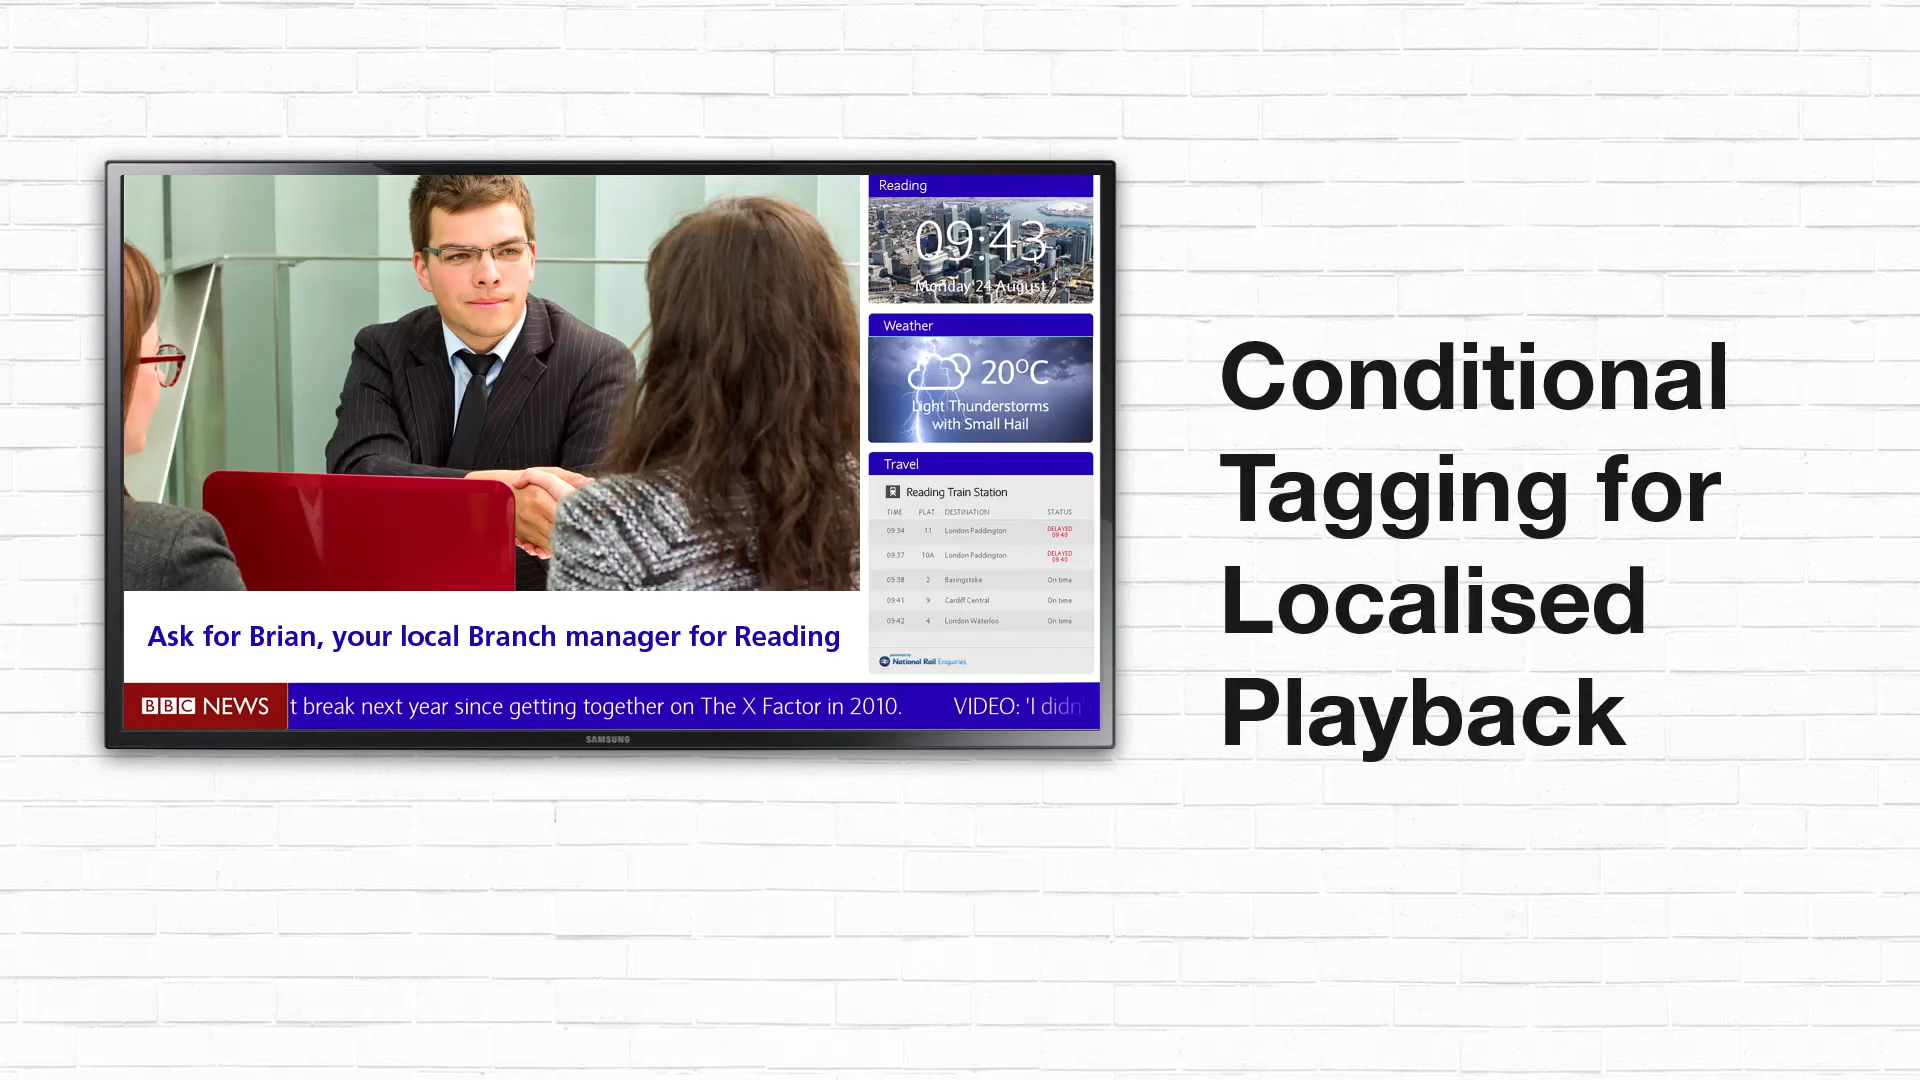 Reading
09:43
Monday 24 August
Weather
20°C
Light Thunderstorms
with Small Hail
Travel
Reading Train Station
TIME PLAT DESTINATION STATUS
09:34 11 London Paddington DELAYED 09:40
09:37 10A London Paddington DELAYED 09:40
09:38 2 Basingstoke On time
09:41 9 Cardiff Central On time
09:42 4 London Waterloo On time
powered by
National Rail Enquiries
Ask for Brian, your local Branch manager for Reading
BBC NEWS t break next year since getting together on The X Factor in 2010. VIDEO: 'I didn'
SAMSUNG
Conditional
Tagging for
Localised
Playback